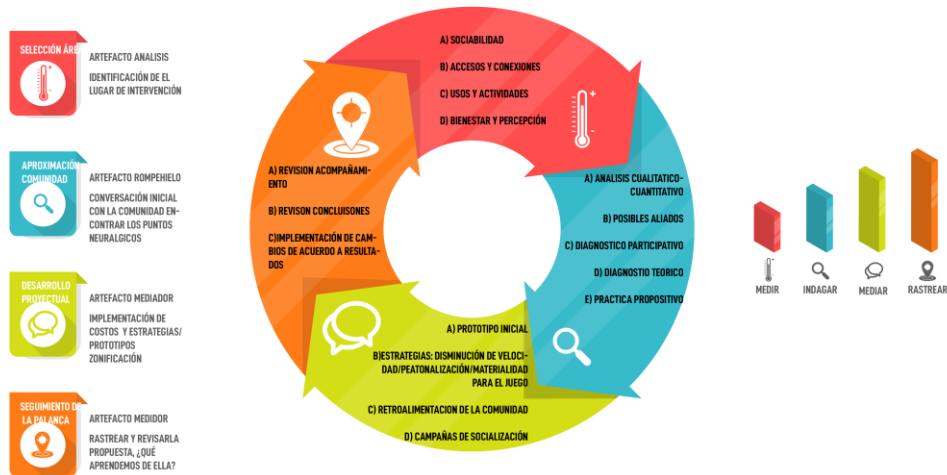 SELECCIÓN ÁREA
ARTEFACTO ANALISIS
IDENTIFICACIÓN DE EL
LUGAR DE INTERVENCIÓN
APROXIMACIÓN
COMUNIDAD
ARTEFACTO ROMPEHIELO
CONVERSACIÓN INICIAL
CON LA COMUNIDAD EN-
CONTRAR LOS PUNTOS
NEURALGICOS
DESARROLLO
PROYECTUAL
ARTEFACTO MEDIADOR
IMPLEMENTACIÓN DE
COSTOS Y ESTRATEGIAS/
PROTOTIPOS
ZONIFICACIÓN
SEGUIMIENTO DE
LA PALANCA
ARTEFACTO MEDIDOR
RASTREAR Y REVISARLA
PROPUESTA, ¿QUÉ
APRENDEMOS DE ELLA?
A) SOCIABILIDAD
B) ACCESOS Y CONEXIONES
C) USOS Y ACTIVIDADES
D) BIENESTAR Y PERCEPCIÓN
A) ANALISIS CUALITATICO-
CUANTITATIVO
B) POSIBLES ALIADOS
C) DIAGNOSTICO PARTICIPATIVO
D) DIAGNOSTIO TEORICO
E) PRACTICA PROPOSITIVO
A) PROTOTIPO INICIAL
B)ESTRATEGIAS: DISMINUCIÓN DE VELOCI-
DAD/PEATONALIZACIÓN/MATERIALIDAD
PARA EL JUEGO
C) RETROALIMENTACION DE LA COMUNIDAD
D) CAMPAÑAS DE SOCIALIZACIÓN
A) REVISION ACOMPAÑAMI-
ENTO
B) REVISON CONCLUISONES
C)IMPLEMENTACIÓN DE CAM-
BIOS DE ACUERDO A RESULTA-
DOS
MEDIR
INDAGAR
MEDIAR
RASTREAR